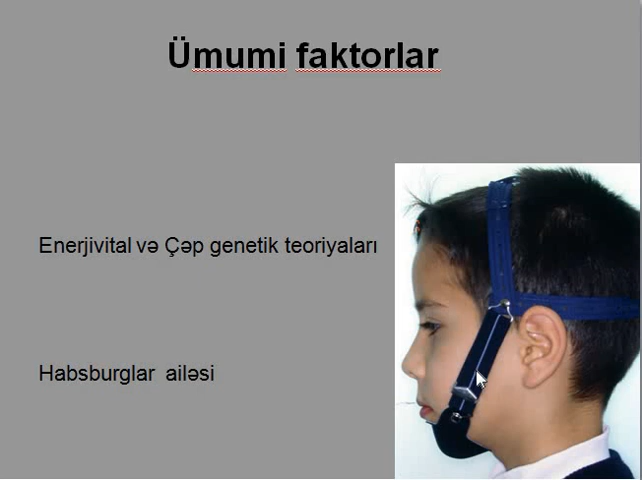 Ümumi faktorlar
Enerjivital və Çəp genetik teoriyaları
Habsburglar ailəsi